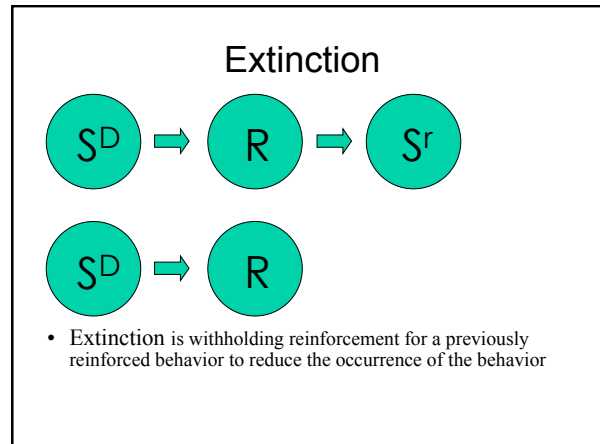 Extinction
Sᴰ R Sʳ
Sᴰ R
• Extinction is withholding reinforcement for a previously
reinforced behavior to reduce the occurrence of the behavior